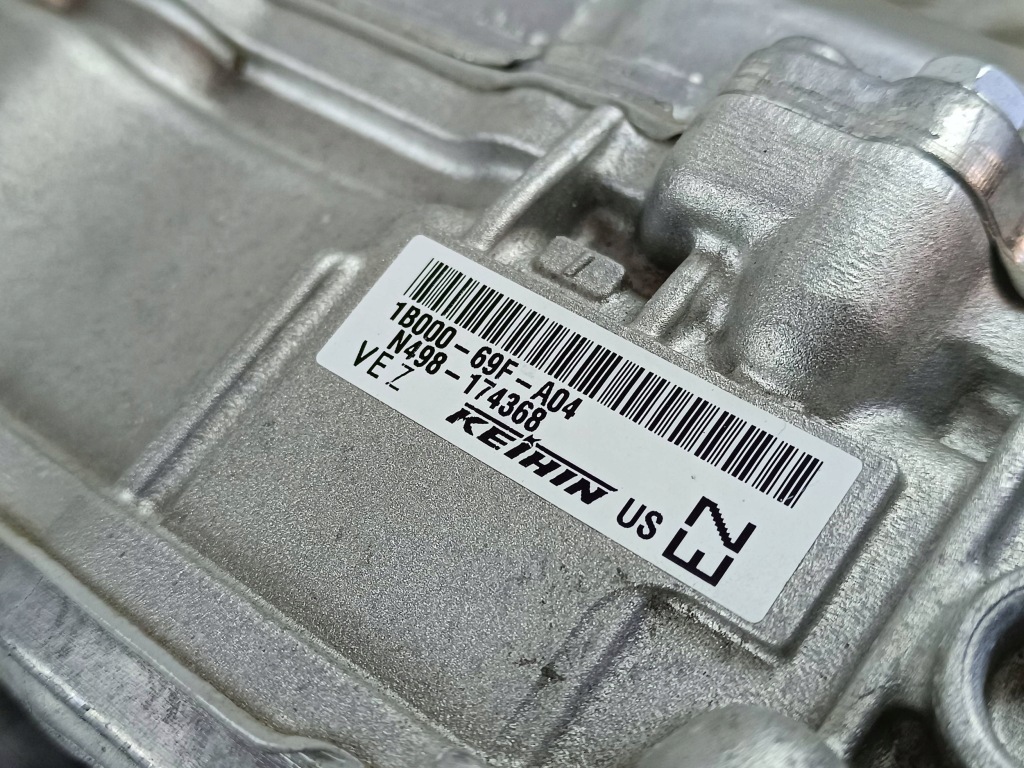 1B000-69F-A04
N498-174368
VEZ
KEIHIN US
EZ